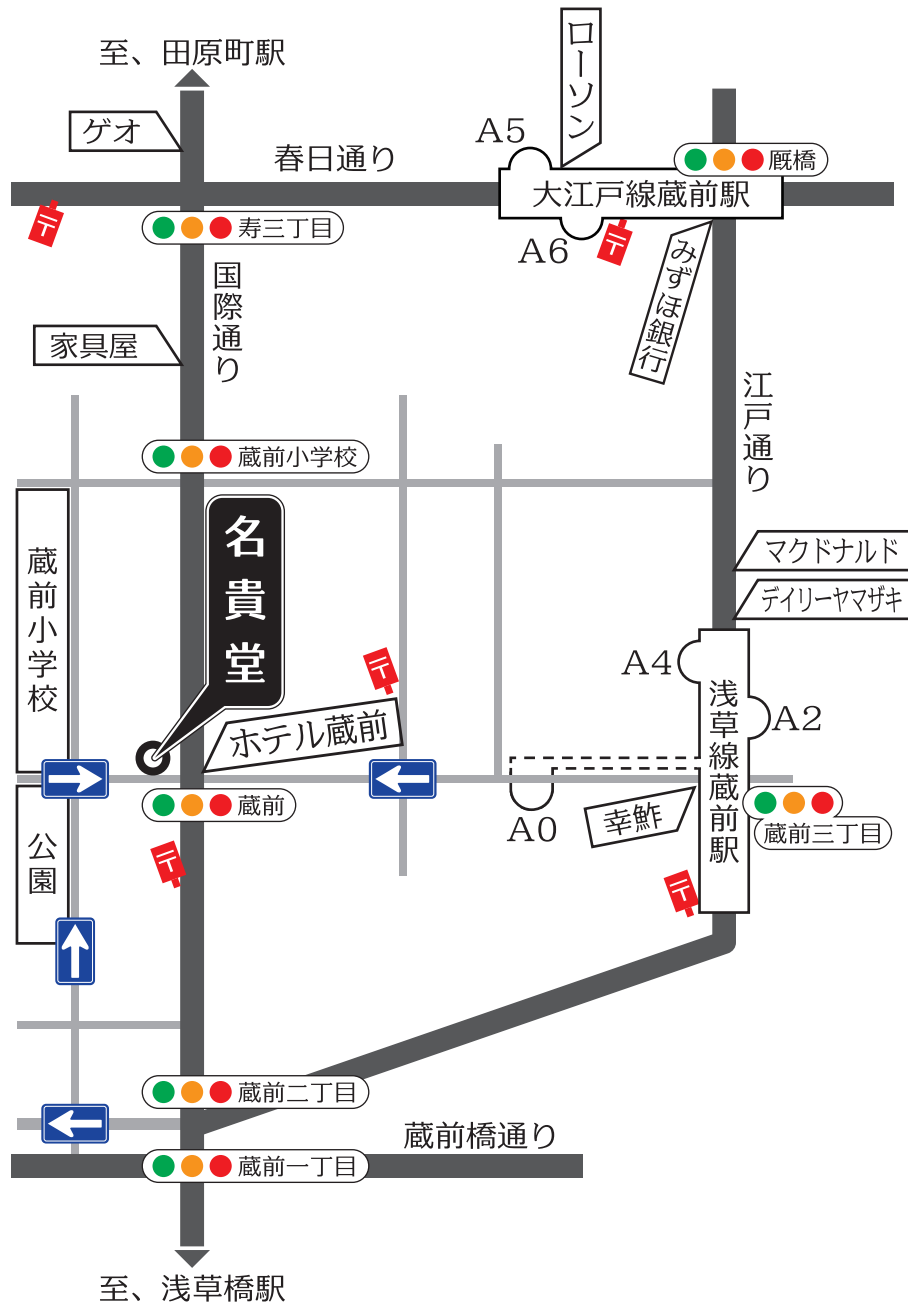 至、田原町駅
ゲオ
春日通り
A5
ローソン
厩橋
大江戸線蔵前駅
寿三丁目
〒
A6
〒
みずほ銀行
国際通り
家具屋
江戸通り
蔵前小学校
蔵前小学校
名貴堂
マクドナルド
デイリーヤマザキ
〒
A4
浅草線蔵前駅
A2
ホテル蔵前
蔵前
A0
幸鮓
蔵前三丁目
公園
〒
〒
蔵前二丁目
蔵前橋通り
蔵前一丁目
至、浅草橋駅